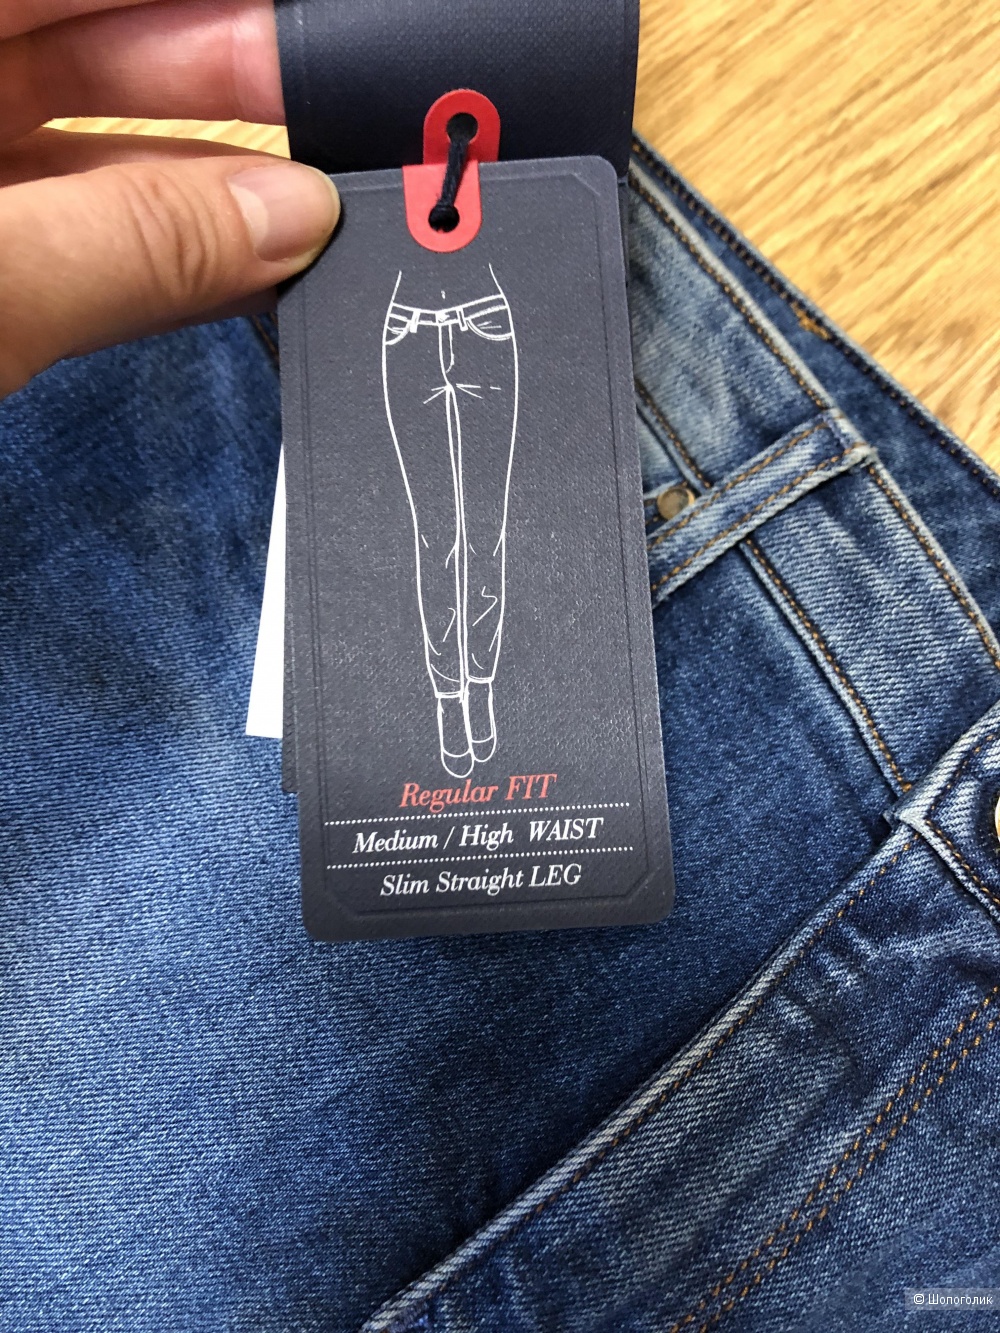 Regular FIT
Medium / High WAIST
Slim Straight LEG
© Шопоголик